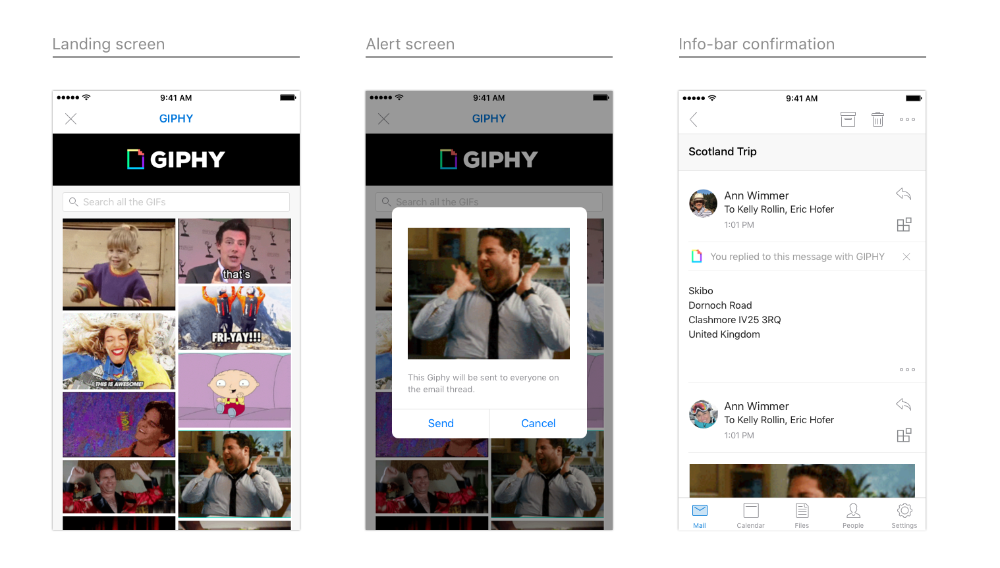 Landing screen
9:41 AM
GIPHY
GIPHY
Search all the GIFs
that's
FRI-YAY!!!
THIS IS AWESOME!
Alert screen
9:41 AM
GIPHY
GIPHY
Search all the GIFs
This Giphy will be sent to everyone on
the email thread.
Send
Cancel
Info-bar confirmation
9:41 AM
Scotland Trip
Ann Wimmer
To Kelly Rollin, Eric Hofer
1:01 PM
You replied to this message with GIPHY
Skibo
Dornoch Road
Clashmore IV25 3RQ
United Kingdom
Ann Wimmer
To Kelly Rollin, Eric Hofer
1:01 PM
Mail
Calendar
Files
People
Settings